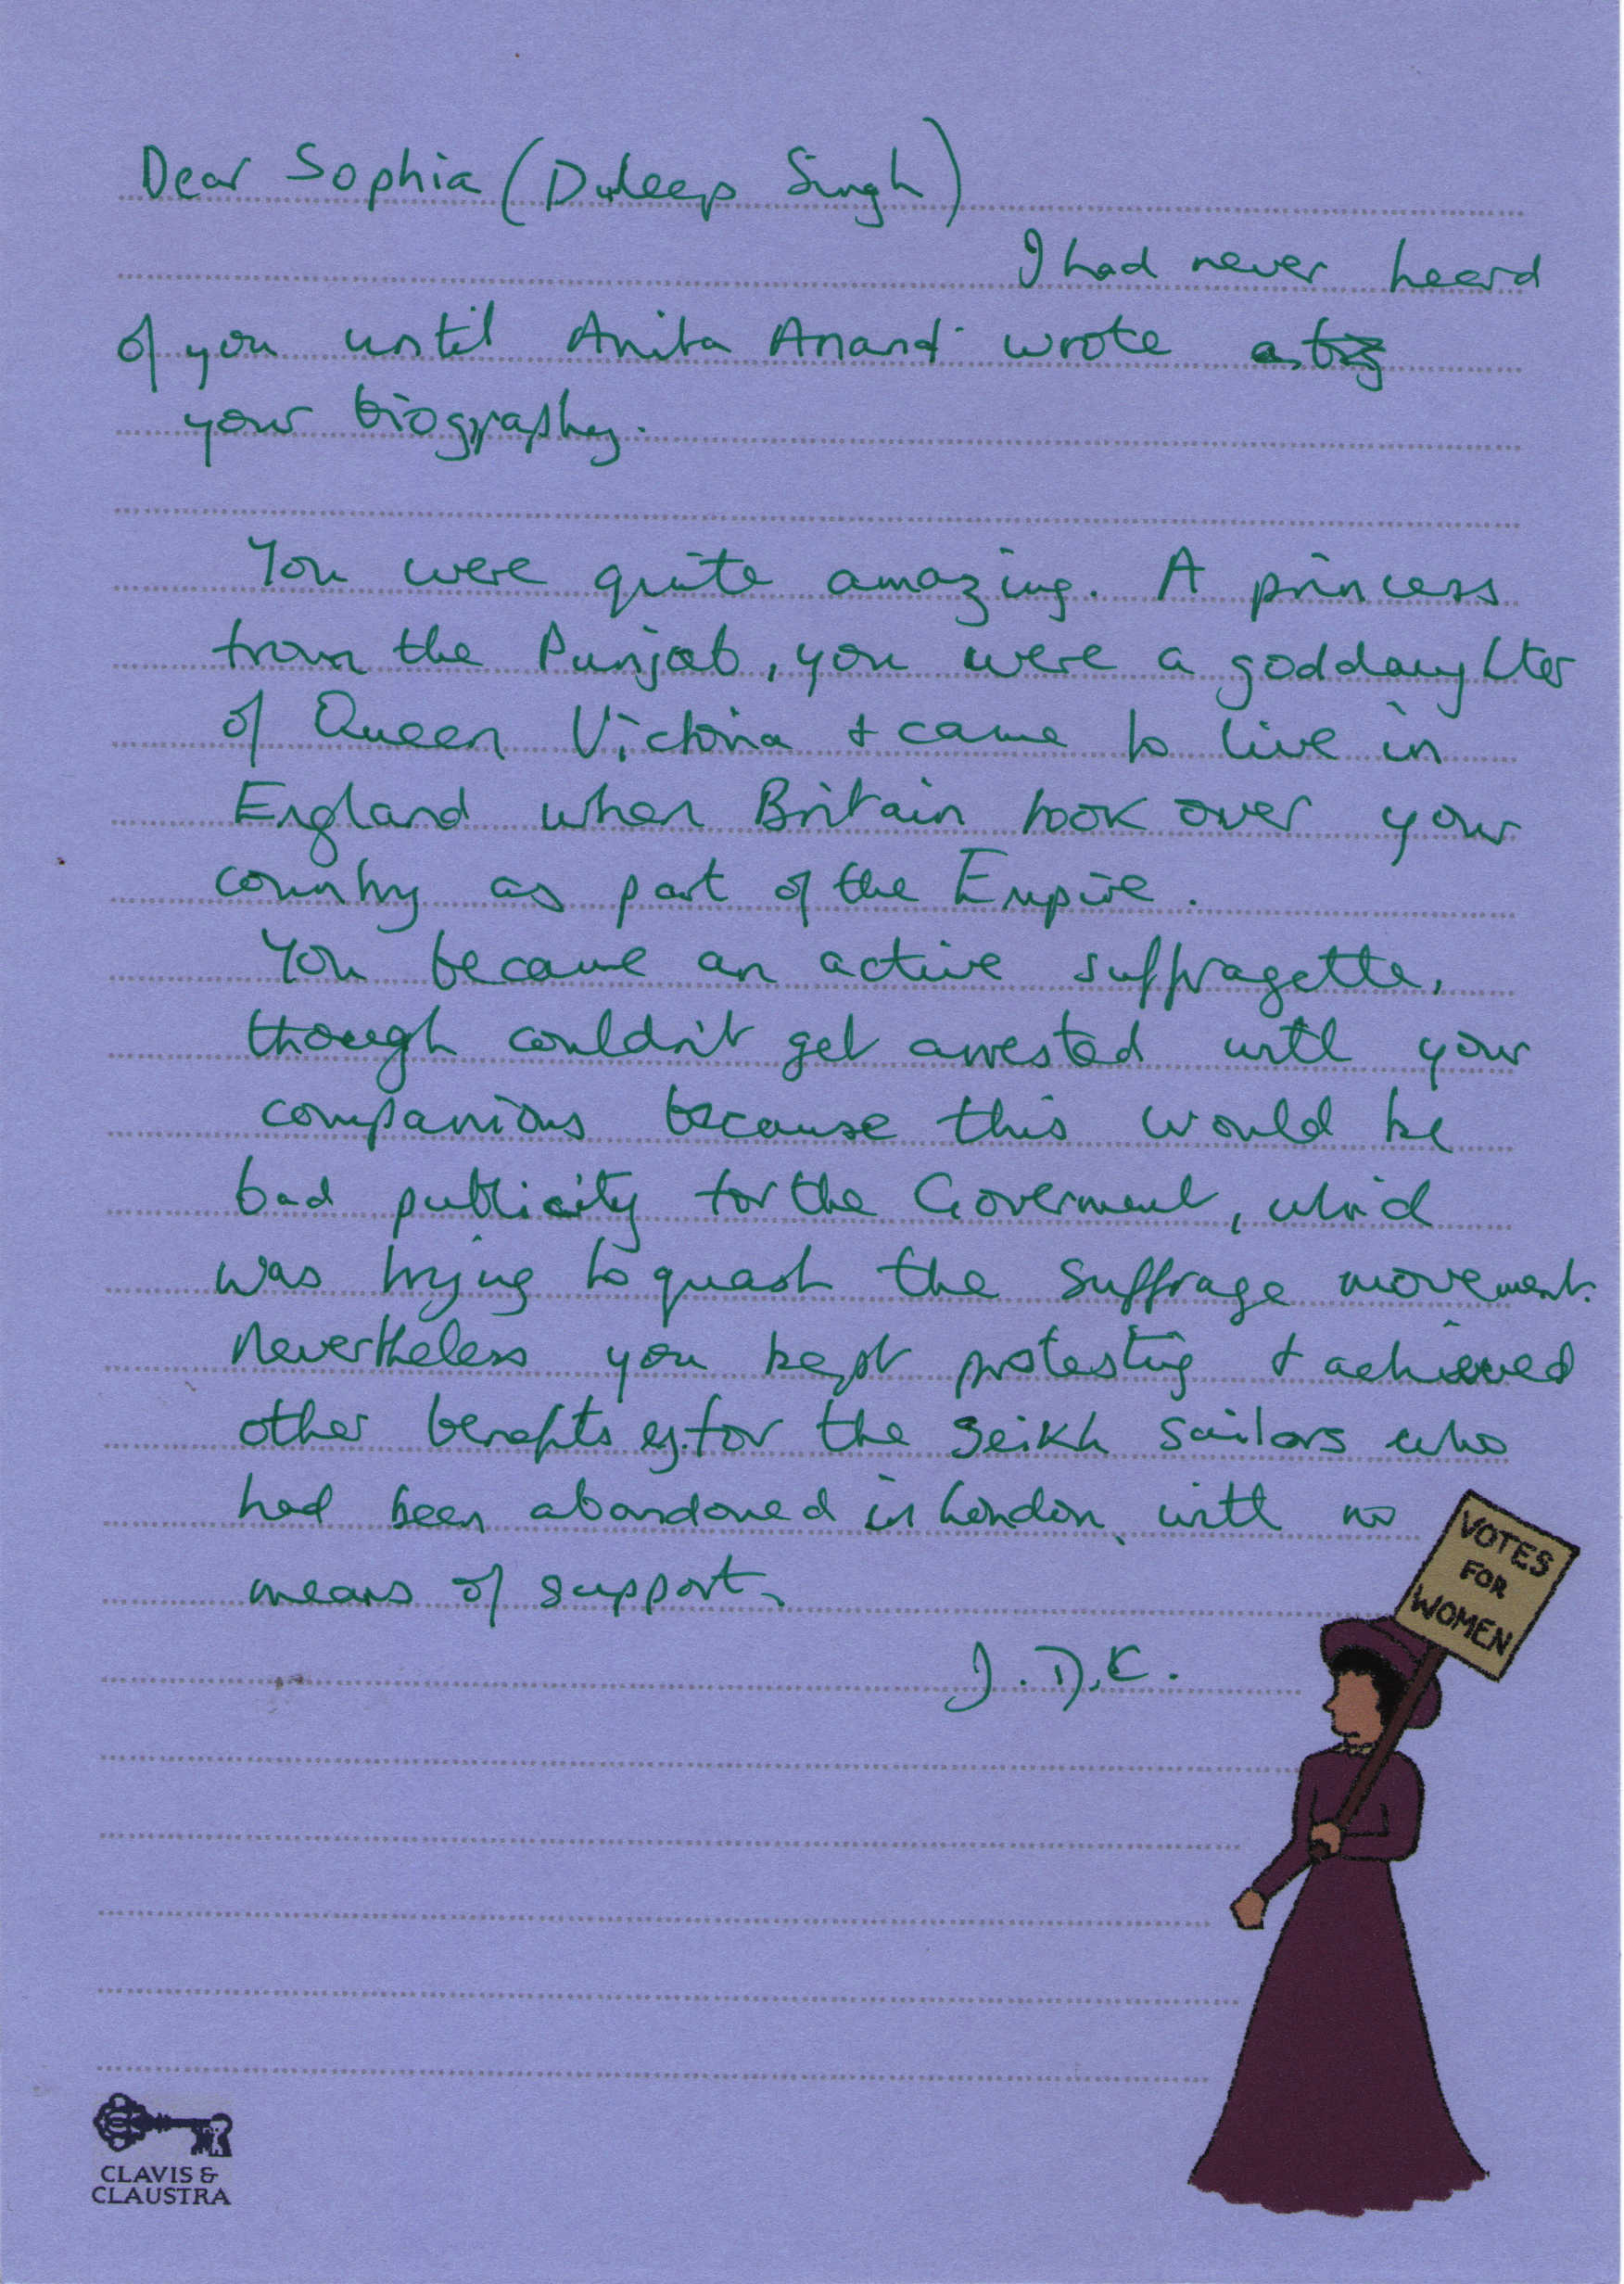 Dear Sophia (Duleep Singh)
I had never heard
of you until Anita Anand wrote
your biography.
You were quite amazing. A princess
from the Punjab, you were a goddaughter
of Queen Victoria + came to live in
England when Britain took over your
country as part of the Empire.
You became an active suffragette,
though couldn't get arrested with your
companions because this would be
bad publicity for the Goverment, which
was trying to quash the suffrage movement.
Nevertheless you kept protesting + achieved
other benefits eg. for the Seikh sailors who
had been abandoned in London, with no
means of support.
J.D.K.
VOTES
FOR
WOMEN
CLAVIS &
CLAUSTRA